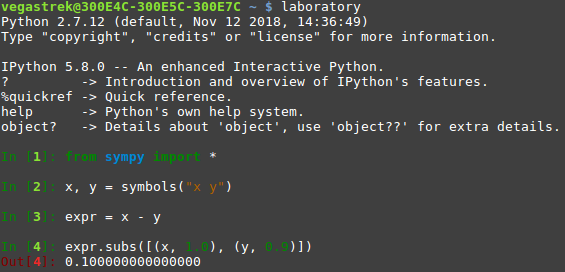 vegastrek@300E4C-300E5C-300E7C ~ $ laboratory
Python 2.7.12 (default, Nov 12 2018, 14:36:49)
Type "copyright", "credits" or "license" for more information.
IPython 5.8.0 -- An enhanced Interactive Python.
?         -> Introduction and overview of IPython's features.
%quickref -> Quick reference.
help      -> Python's own help system.
object?   -> Details about 'object', use 'object??' for extra details.
In [1]: from sympy import *
In [2]: x, y = symbols("x y")
In [3]: expr = x - y
In [4]: expr.subs([(x, 1.0), (y, 0.9)])
Out[4]: 0.100000000000000